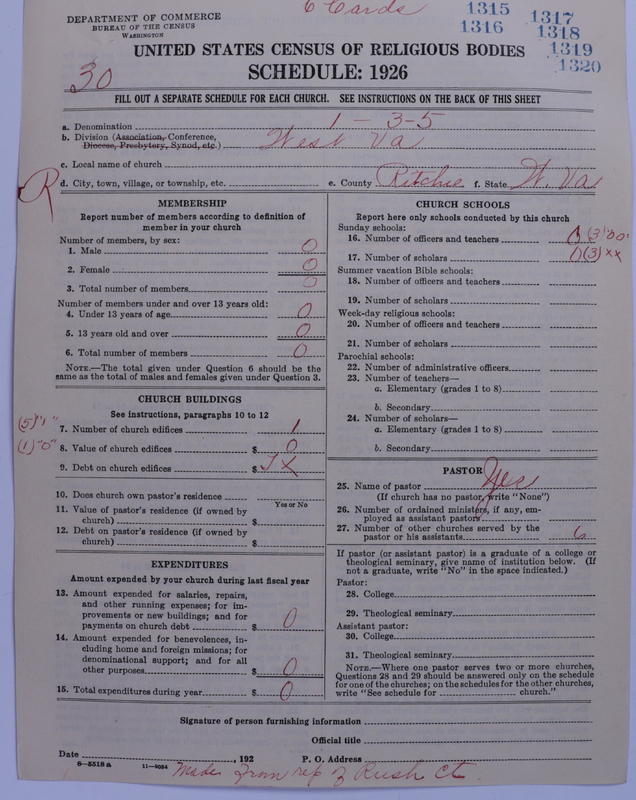 6 Cards
1315 1317
1316 1318
1319
1320
DEPARTMENT OF COMMERCE
BUREAU OF THE CENSUS
WASHINGTON
UNITED STATES CENSUS OF RELIGIOUS BODIES
30
SCHEDULE: 1926
FILL OUT A SEPARATE SCHEDULE FOR EACH CHURCH. SEE INSTRUCTIONS ON THE BACK OF THIS SHEET
a. Denomination 1-3-5
b. Division (Association, Conference, Diocese, Presbytery, Synod, etc.) West Va
c. Local name of church
R
d. City, town, village, or township, etc. e. County Ritchie f. State W. Va
MEMBERSHIP
Report number of members according to definition of
member in your church
Number of members, by sex:
1. Male 0
2. Female 0
3. Total number of members 0
Number of members under and over 13 years old:
4. Under 13 years of age 0
5. 13 years old and over 0
6. Total number of members 0
NOTE.—The total given under Question 6 should be the
same as the total of males and females given under Question 3.
CHURCH BUILDINGS
See instructions, paragraphs 10 to 12
(5)"1" 7. Number of church edifices 1
(1)"0" 8. Value of church edifices $ 0
9. Debt on church edifices $
10. Does church own pastor's residence
Yes or No
11. Value of pastor's residence (if owned by
church) $
12. Debt on pastor's residence (if owned by
church) $
EXPENDITURES
Amount expended by your church during last fiscal year
13. Amount expended for salaries, repairs,
and other running expenses; for im-
provements or new buildings; and for
payments on church debt $ 0
14. Amount expended for benevolences, in-
cluding home and foreign missions; for
denominational support; and for all
other purposes $ 0
15. Total expenditures during year $ 0
CHURCH SCHOOLS
Report here only schools conducted by this church
Sunday schools:
16. Number of officers and teachers 0 (3)"00"
17. Number of scholars 0 (3) xx
Summer vacation Bible schools:
18. Number of officers and teachers
19. Number of scholars
Week-day religious schools:
20. Number of officers and teachers
21. Number of scholars
Parochial schools:
22. Number of administrative officers
23. Number of teachers—
a. Elementary (grades 1 to 8)
b. Secondary
24. Number of scholars—
a. Elementary (grades 1 to 8)
b. Secondary
PASTOR
25. Name of pastor Yes
(If church has no pastor, write "None")
26. Number of ordained ministers, if any, em-
ployed as assistant pastors
27. Number of other churches served by the
pastor or his assistants 6
If pastor (or assistant pastor) is a graduate of a college or
theological seminary, give name of institution below. (If
not a graduate, write "No" in the space indicated.)
Pastor:
28. College
29. Theological seminary
Assistant pastor:
30. College
31. Theological seminary
NOTE.—Where one pastor serves two or more churches,
Questions 28 and 29 should be answered only on the schedule
for one of the churches; on the schedules for the other churches,
write "See schedule for church."
Signature of person furnishing information
Official title
Date , 192 P. O. Address
8-5518a 11-9084 Made from rep of Rush Ct.